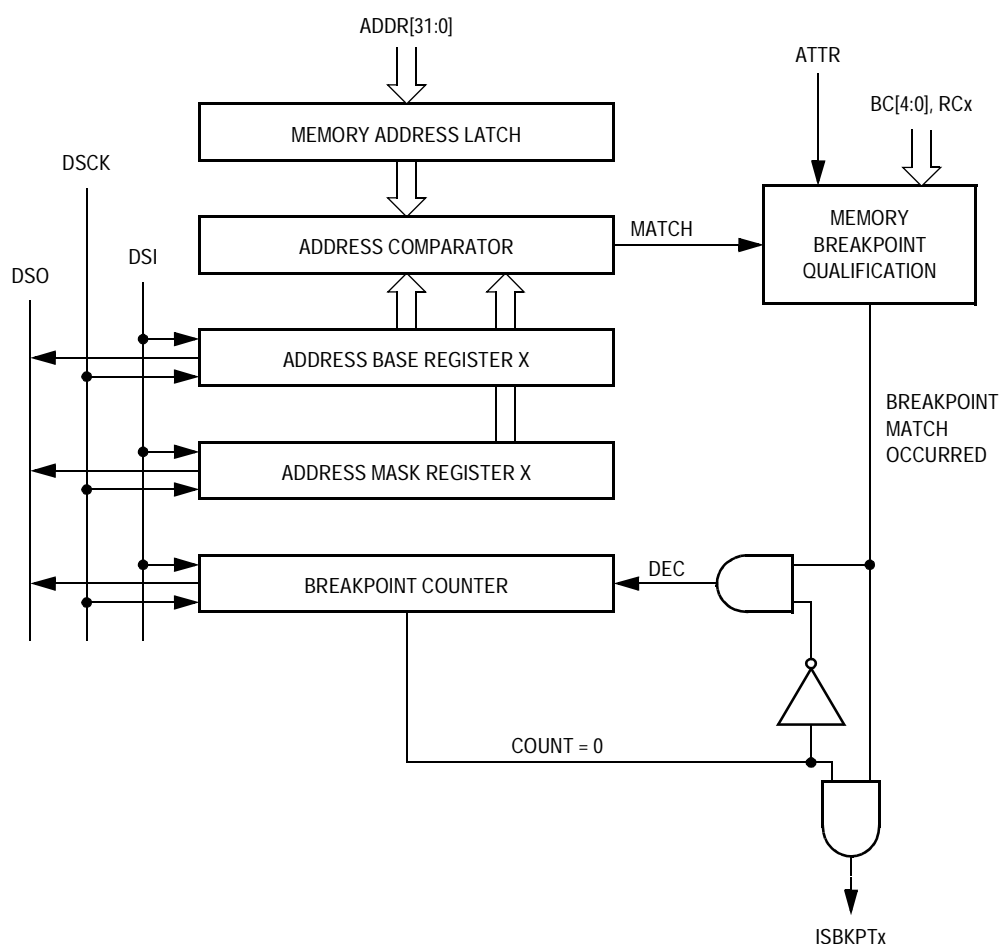 ADDR[31:0]
ATTR
BC[4:0], RCx
MEMORY ADDRESS LATCH
DSCK
MEMORY
BREAKPOINT
QUALIFICATION
ADDRESS COMPARATOR
MATCH
DSI
DSO
ADDRESS BASE REGISTER X
BREAKPOINT
MATCH
OCCURRED
ADDRESS MASK REGISTER X
BREAKPOINT COUNTER
DEC
COUNT = 0
ISBKPTx